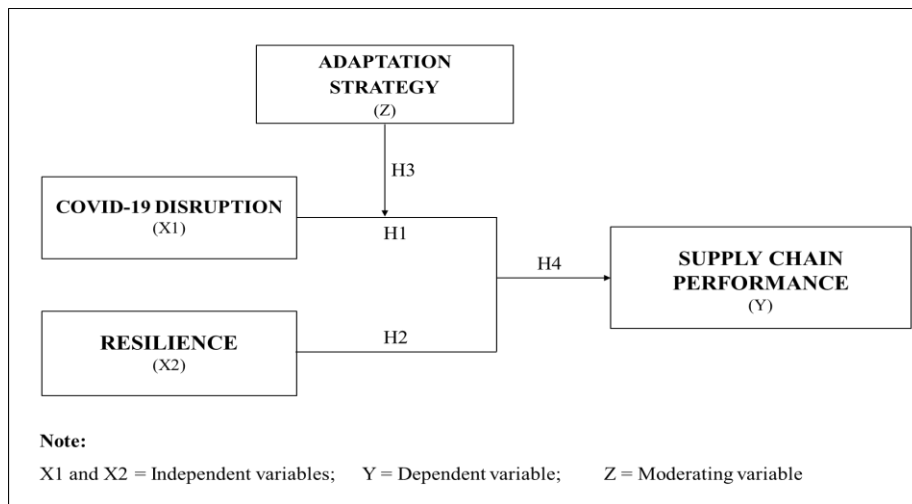 ADAPTATION
STRATEGY
(Z)
H3
COVID-19 DISRUPTION
(X1)
H1
H4
SUPPLY CHAIN
PERFORMANCE
(Y)
RESILIENCE
(X2)
H2
Note:
X1 and X2 = Independent variables; Y = Dependent variable; Z = Moderating variable